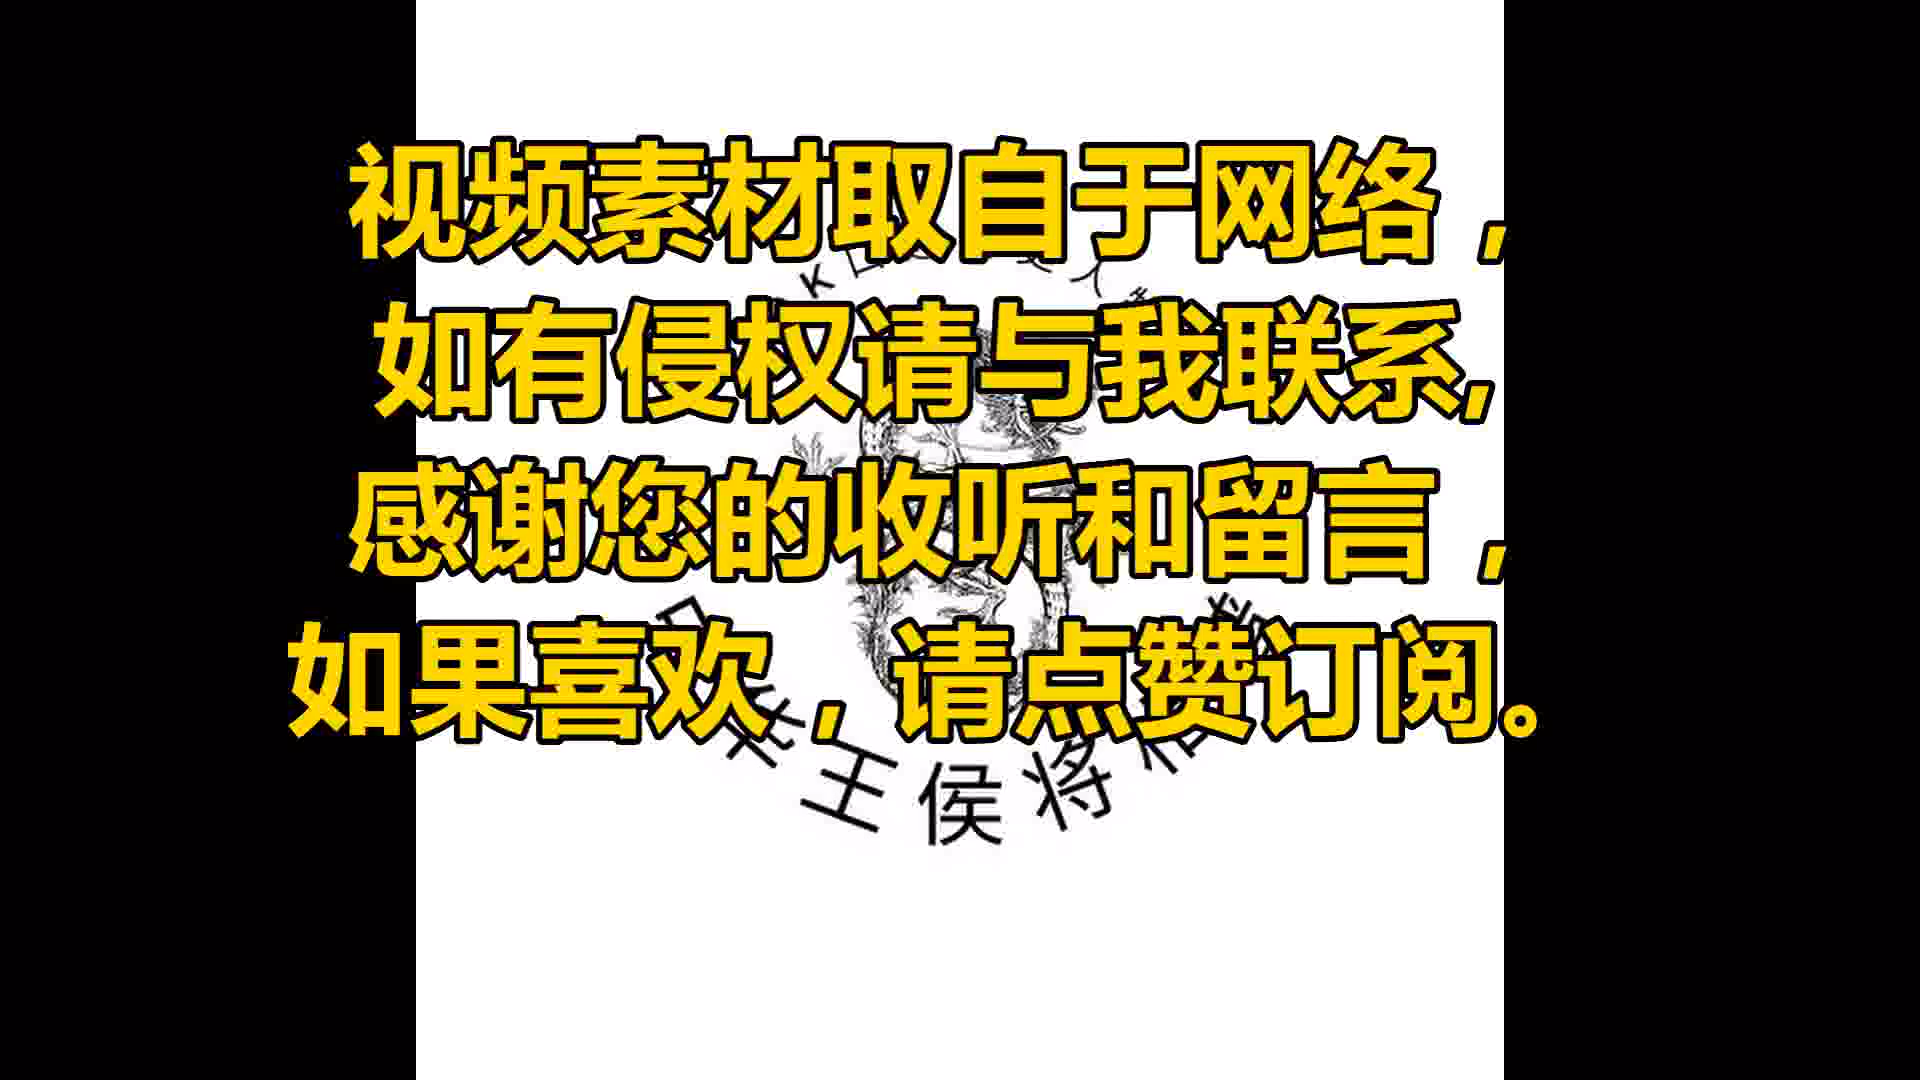 视频素材取自于网络，
如有侵权请与我联系,
感谢您的收听和留言，
如果喜欢，请点赞订阅。
王侯将